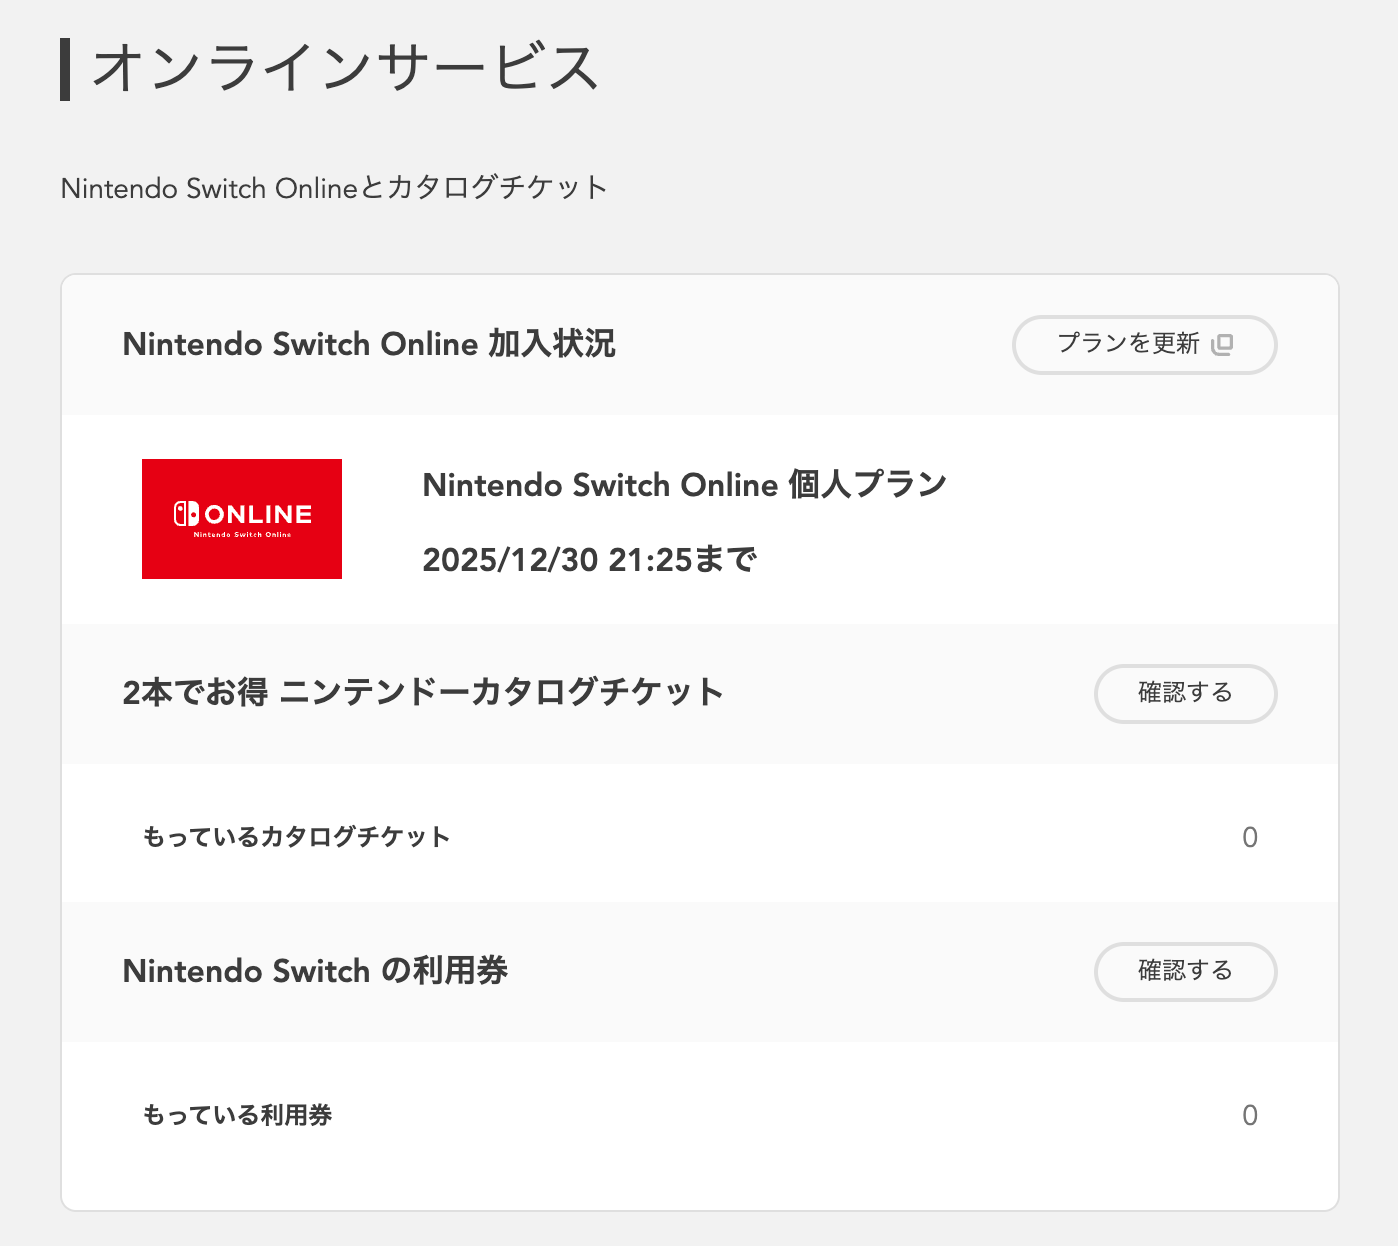 オンラインサービス
Nintendo Switch Onlineとカタログチケット
Nintendo Switch Online 加入状況
プランを更新
ONLINE
Nintendo Switch Online
Nintendo Switch Online 個人プラン
2025/12/30 21:25まで
2本でお得 ニンテンドーカタログチケット
確認する
もっているカタログチケット
0
Nintendo Switch の利用券
確認する
もっている利用券
0